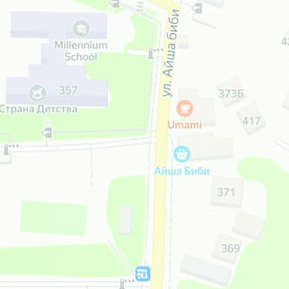 ул. Айша биби
Millennium
School
357
Страна Детства
373Б
Umami
417
Айша Биби
371
369